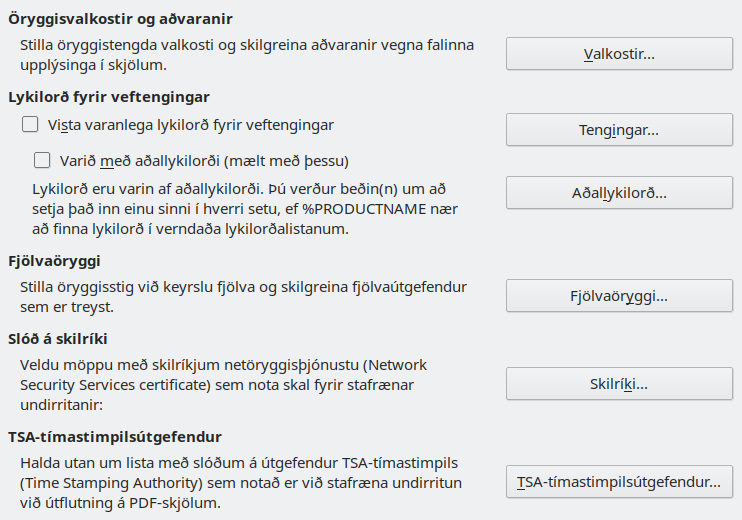 Öryggisvalkostir og aðvaranir
Stilla öryggistengda valkosti og skilgreina aðvaranir vegna falinna
upplýsinga í skjölum.
Valkostir...
Lykilorð fyrir veftengingar
Vista varanlega lykilorð fyrir veftengingar
Tengingar...
Varið með aðallykilorði (mælt með þessu)
Lykilorð eru varin af aðallykilorði. Þú verður beðin(n) um að
setja það inn einu sinni í hverri setu, ef %PRODUCTNAME nær
að finna lykilorð í verndaða lykilorðalistanum.
Aðallykilorð...
Fjölvaöryggi
Stilla öryggisstig við keyrslu fjölva og skilgreina fjölvaútgefendur
sem er treyst.
Fjölvaöryggi...
Slóð á skilríki
Veldu möppu með skilríkjum netöryggisþjónustu (Network
Security Services certificate) sem nota skal fyrir stafrænar
undirritanir:
Skilríki...
TSA-tímastimpilsútgefendur
Halda utan um lista með slóðum á útgefendur TSA-tímastimpils
(Time Stamping Authority) sem notað er við stafræna undirritun
við útflutning á PDF-skjölum.
TSA-tímastimpilsútgefendur...